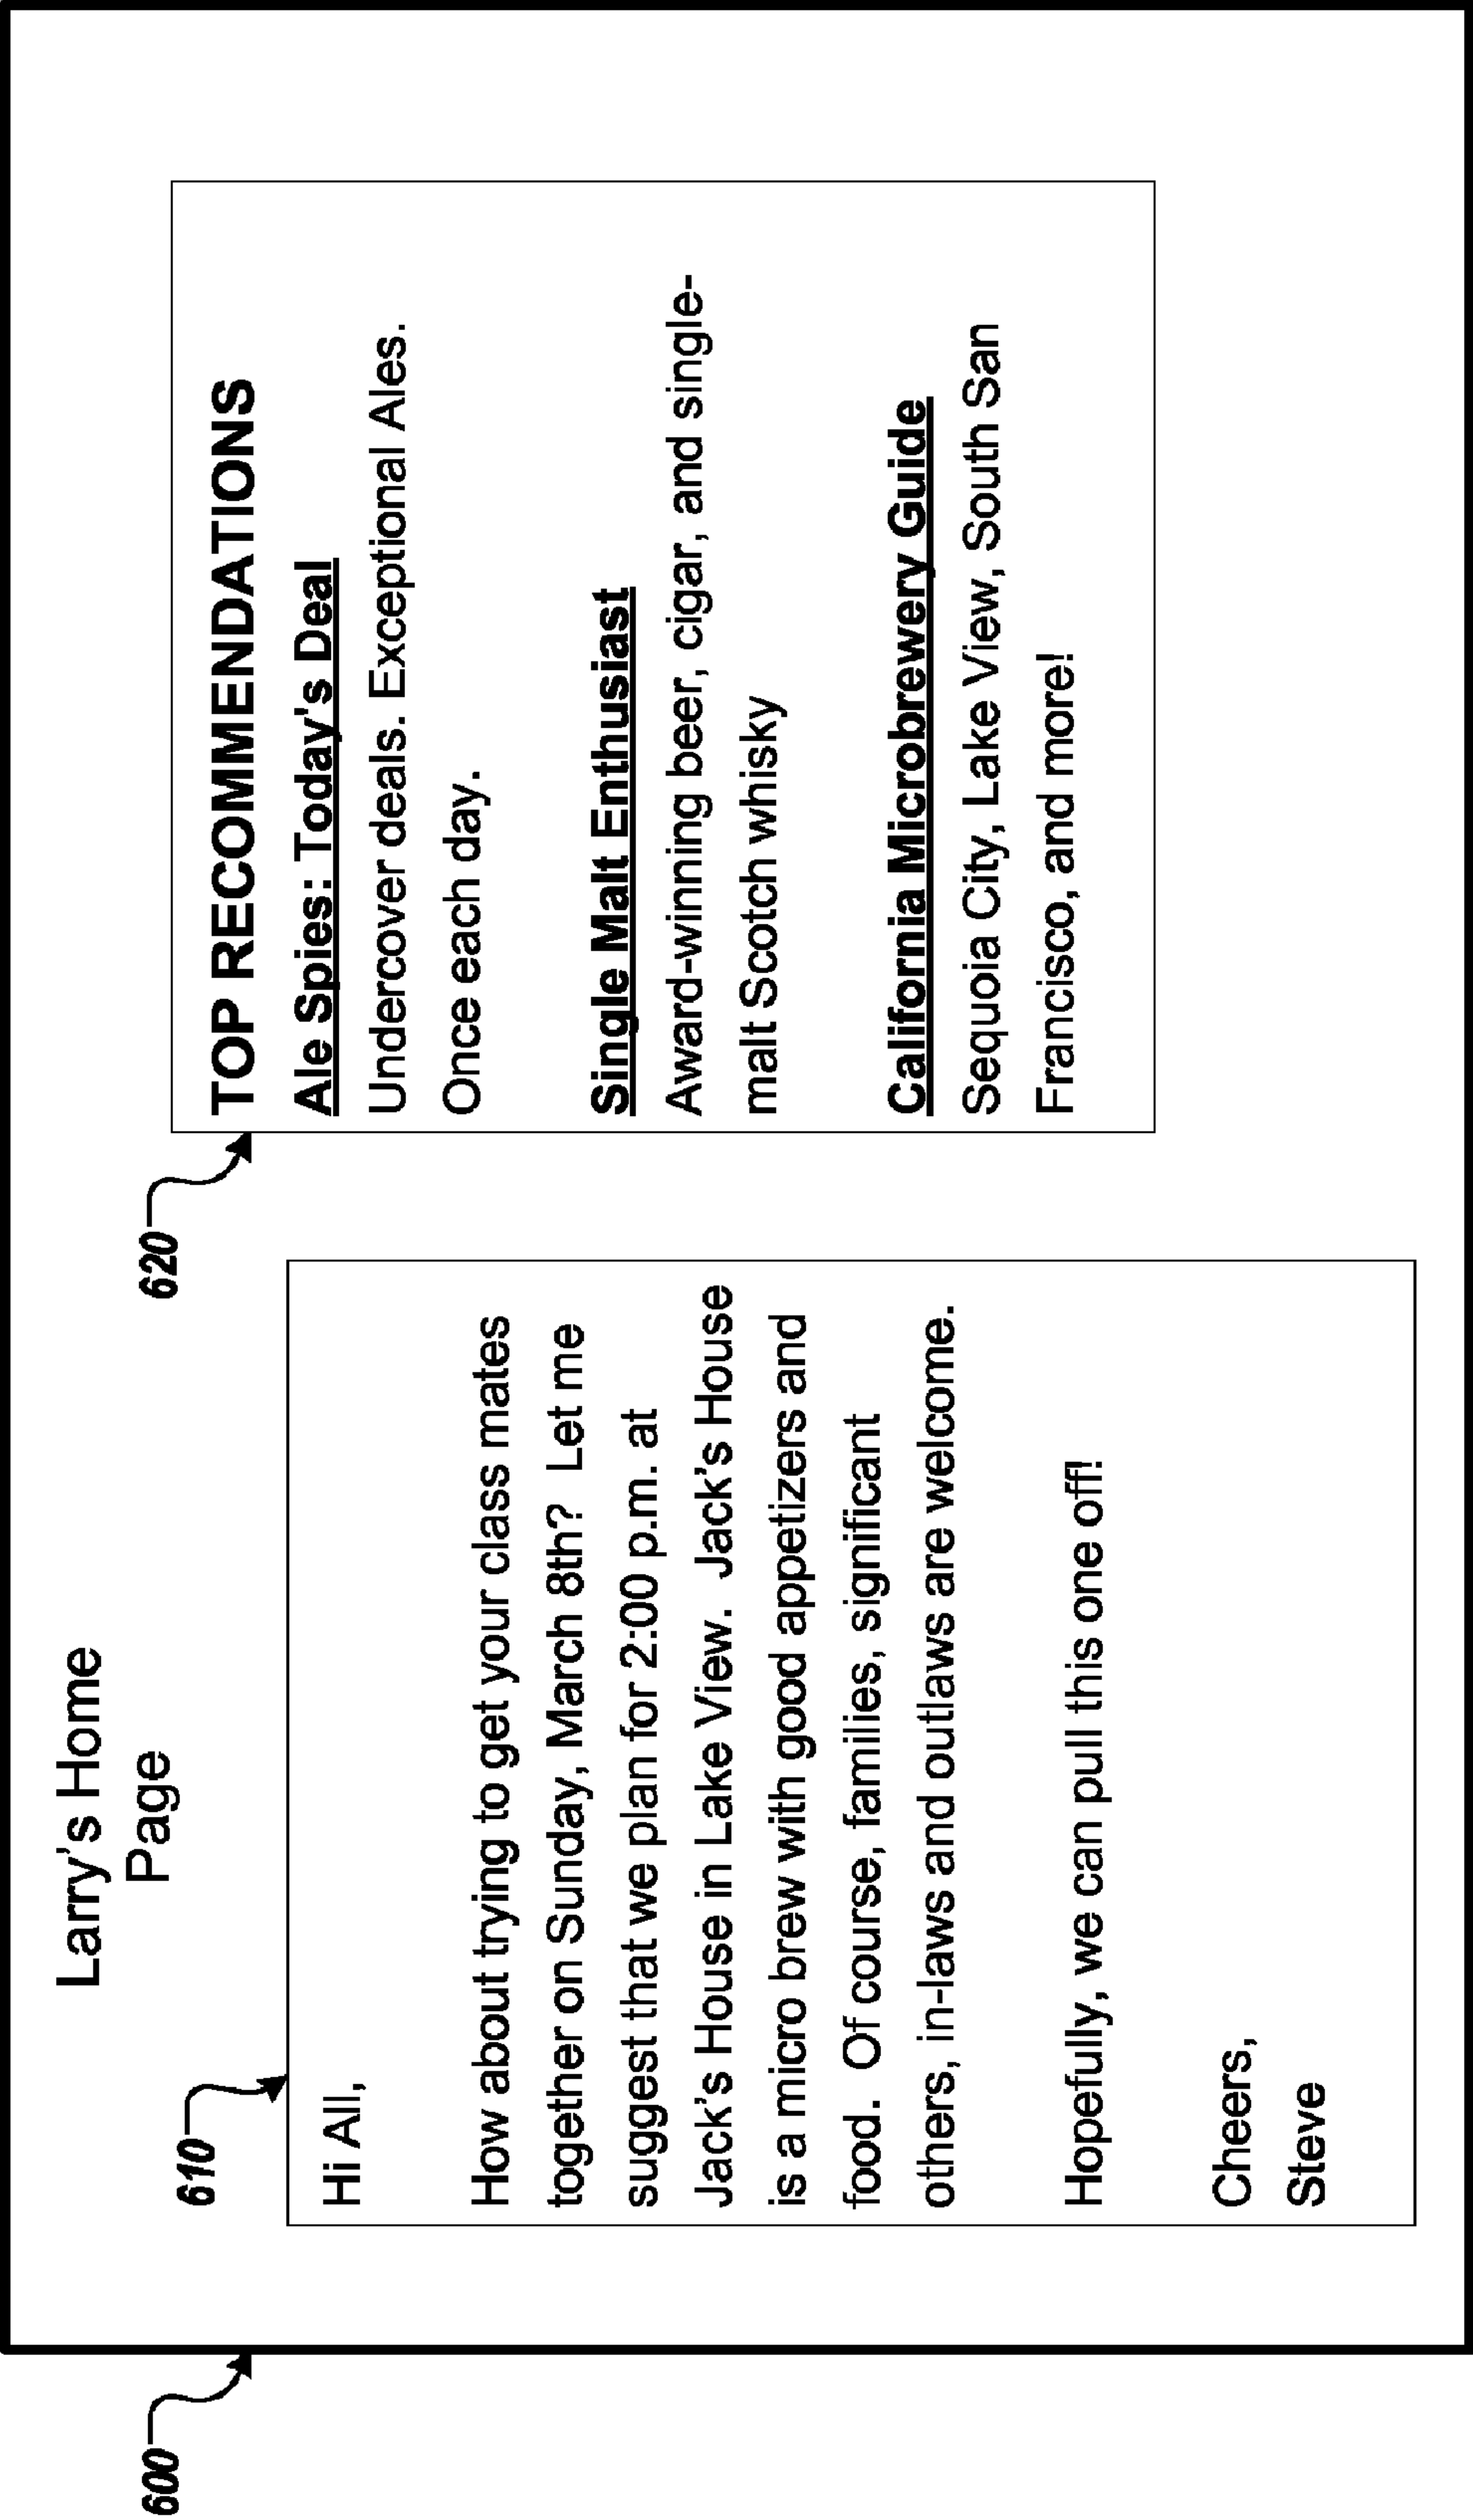 600
Larry's Home
Page
610
Hi All,
How about trying to get your class mates
together on Sunday, March 8th?  Let me
suggest that we plan for 2:00 p.m. at
Jack's House in Lake View.  Jack's House
is a micro brew with good appetizers and
food.  Of course, families, significant
others, in-laws and outlaws are welcome.
Hopefully, we can pull this one off!
Cheers,
Steve
620
TOP RECOMMENDATIONS
Ale Spies: Today's Deal
Undercover deals. Exceptional Ales.
Once each day.
Single Malt Enthusiast
Award-winning beer, cigar, and single-
malt Scotch whisky
California Microbrewery Guide
Sequoia City, Lake View, South San
Francisco, and more!